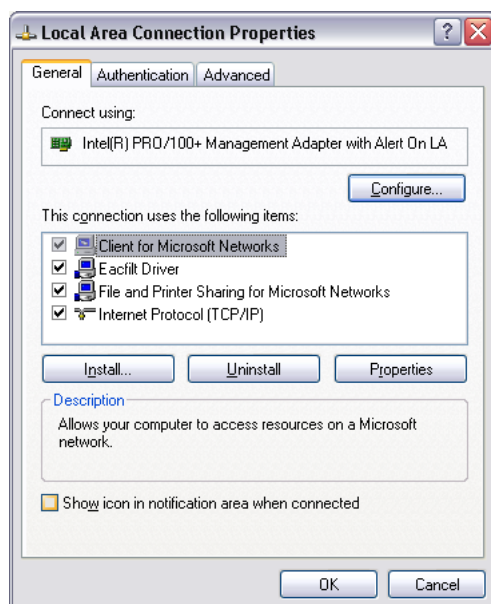 Local Area Connection Properties
General Authentication Advanced
Connect using:
Intel(R) PRO/100+ Management Adapter with Alert On LA
Configure...
This connection uses the following items:
Client for Microsoft Networks
Eacfilt Driver
File and Printer Sharing for Microsoft Networks
Internet Protocol (TCP/IP)
Install... Uninstall Properties
Description
Allows your computer to access resources on a Microsoft
network.
Show icon in notification area when connected
OK Cancel